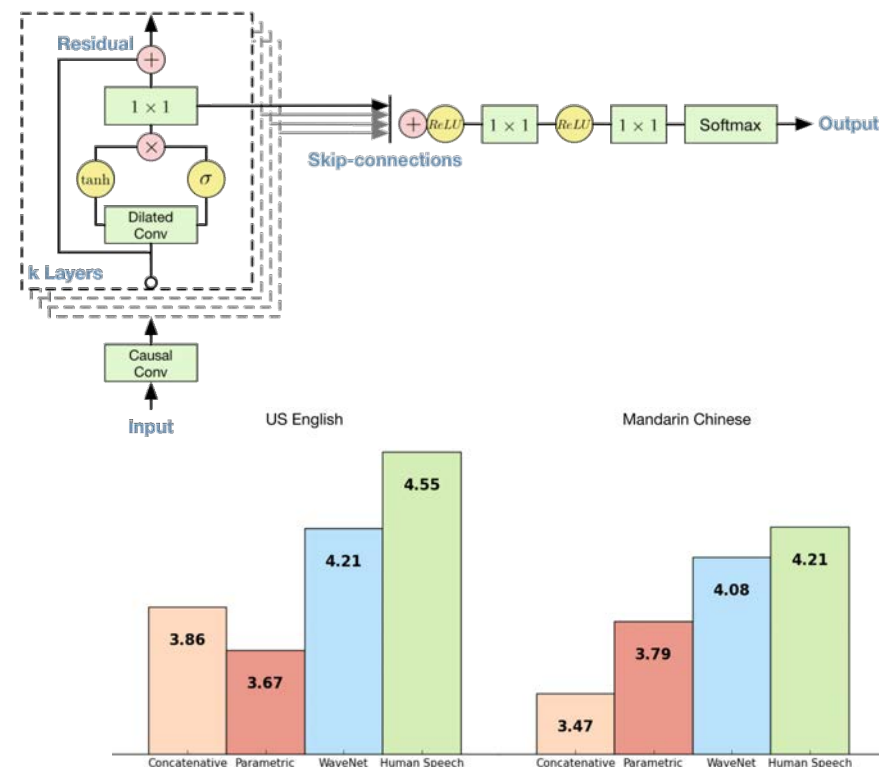 Residual
+
1 × 1
×
tanh
σ
Dilated
Conv
k Layers
Causal
Conv
Input
Skip-connections
+
ReLU
1 × 1
ReLU
1 × 1
Softmax
Output
US English
3.86
3.67
4.21
4.55
Concatenative Parametric WaveNet Human Speech
Mandarin Chinese
3.47
3.79
4.08
4.21
Concatenative Parametric WaveNet Human Speech